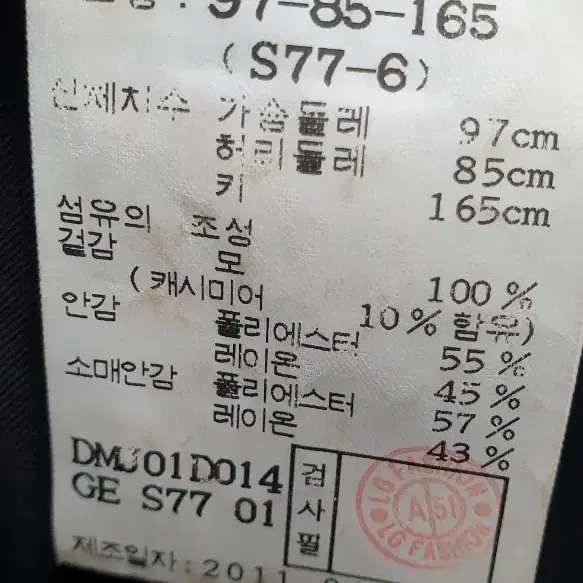 97-85-165
(S77-6)
신체치수 가슴둘레 97cm
허리둘레 85cm
키 165cm
섬유의 조성
겉감 모 100 %
(캐시미어 10 % 함유)
안감 폴리에스터 55 %
레이온 45 %
소매안감 폴리에스터 57 %
레이온 43 %
DMJ01D014
GE S77 01
검사필
LG FASHION
A 51
LG FASHION
제조일자:2011